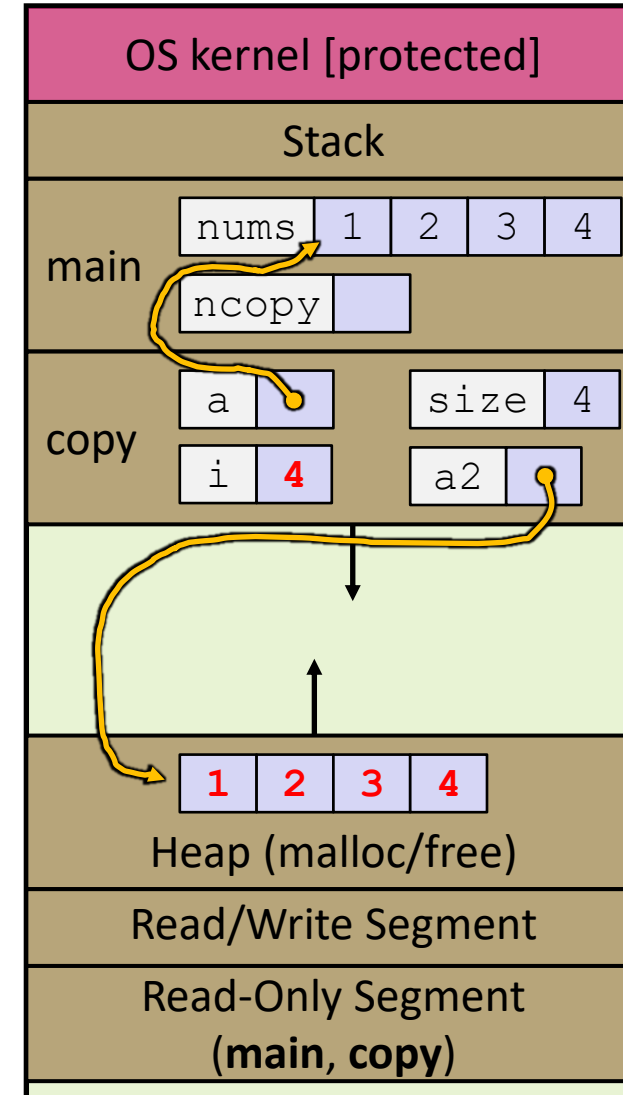 OS kernel [protected]
Stack
main
nums 1 2 3 4
ncopy
copy
a
size 4
i 4
a2
1 2 3 4
Heap (malloc/free)
Read/Write Segment
Read-Only Segment
(main, copy)